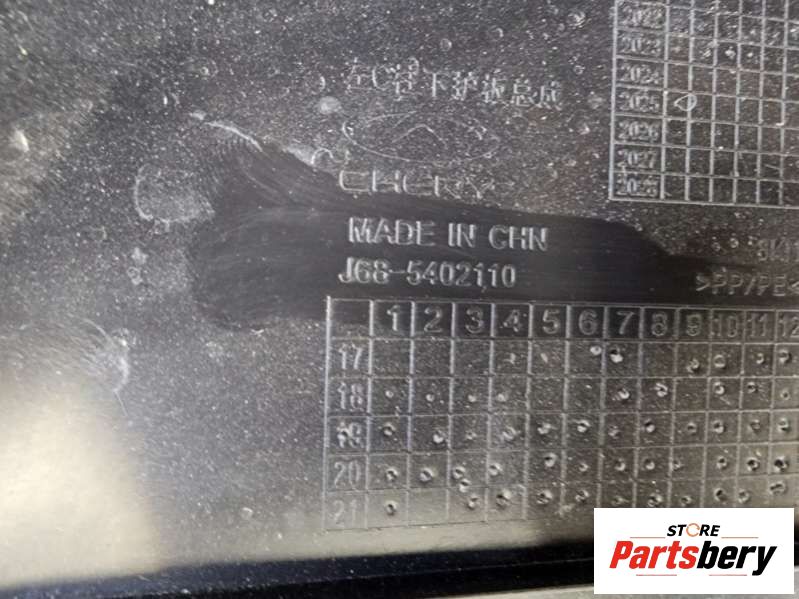 左C柱下护板总成
CHERY
MADE IN CHN
J68-5402110
>PP/PE<
2022
2023
2024
2025
2026
2027
2028
1 2 3 4 5 6 7 8 9 10 11 12
17
18
19
20
21
STORE
Partsbery